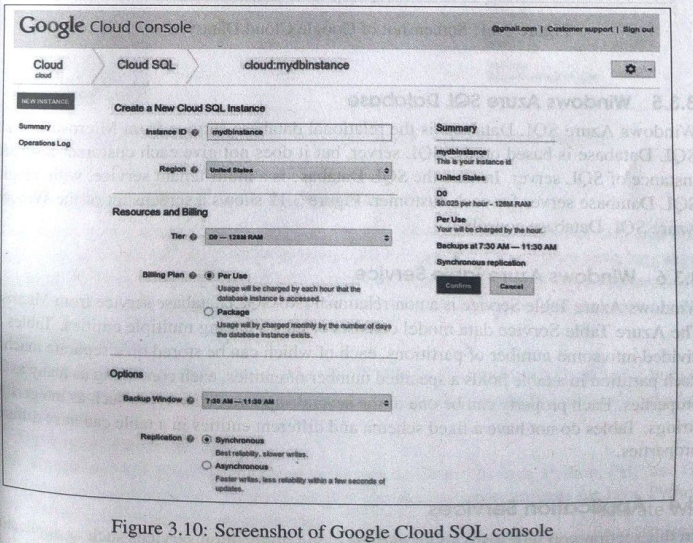 Google Cloud Console
@gmail.com | Customer support | Sign out
Cloud
cloud
Cloud SQL
cloud:mydbinstance
NEW INSTANCE
Summary
Operations Log
Create a New Cloud SQL Instance
Instance ID
mydbinstance
Region
United States
Resources and Billing
Tier
D0 — 128M RAM
Billing Plan
Per Use
Usage will be charged by each hour that the
database instance is accessed.
Package
Usage will by charged monthly by the number of days
the database instance exists.
Options
Backup Window
7:30 AM — 11:30 AM
Replication
Synchronous
Best reliability, slower writes.
Asynchronous
Faster writes, less reliability within a few seconds of
updates.
Summary
mydbinstance
This is your instance id
United States
D0
$0.025 per hour - 128M RAM
Per Use
Your will be charged by the hour.
Backups at 7:30 AM — 11:30 AM
Synchronous replication
Confirm
Cancel
Figure 3.10: Screenshot of Google Cloud SQL console